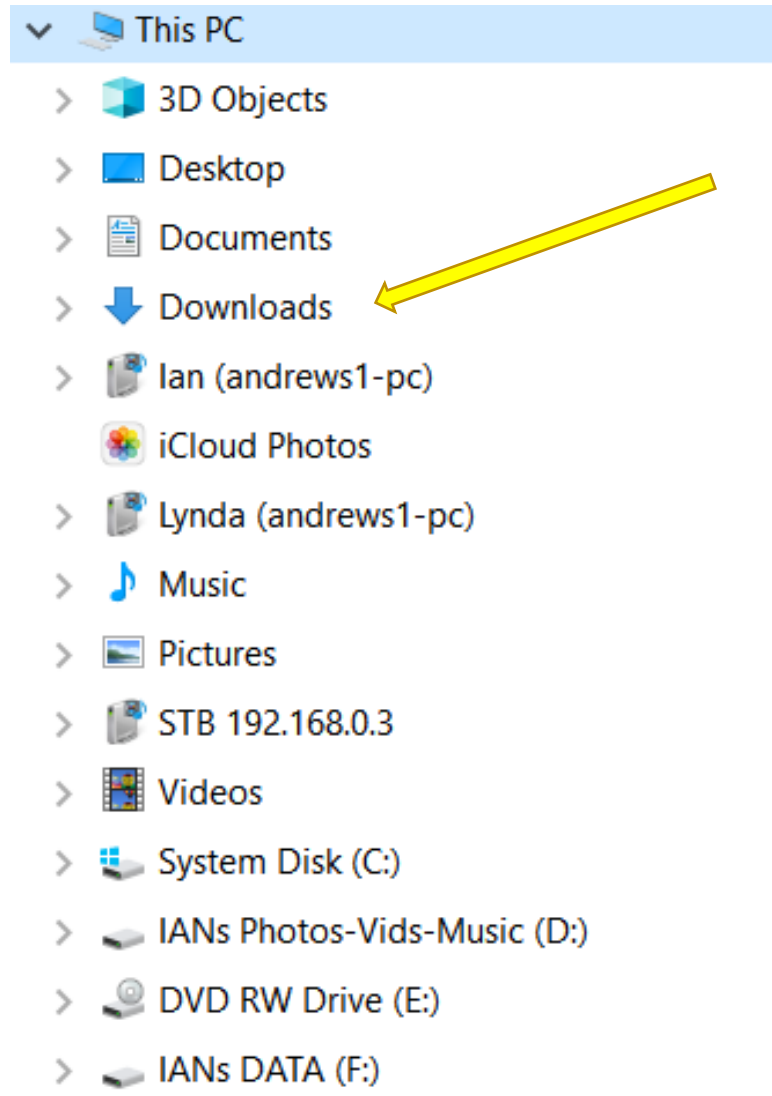 This PC
3D Objects
Desktop
Documents
Downloads
Ian (andrews1-pc)
iCloud Photos
Lynda (andrews1-pc)
Music
Pictures
STB 192.168.0.3
Videos
System Disk (C:)
IANs Photos-Vids-Music (D:)
DVD RW Drive (E:)
IANs DATA (F:)